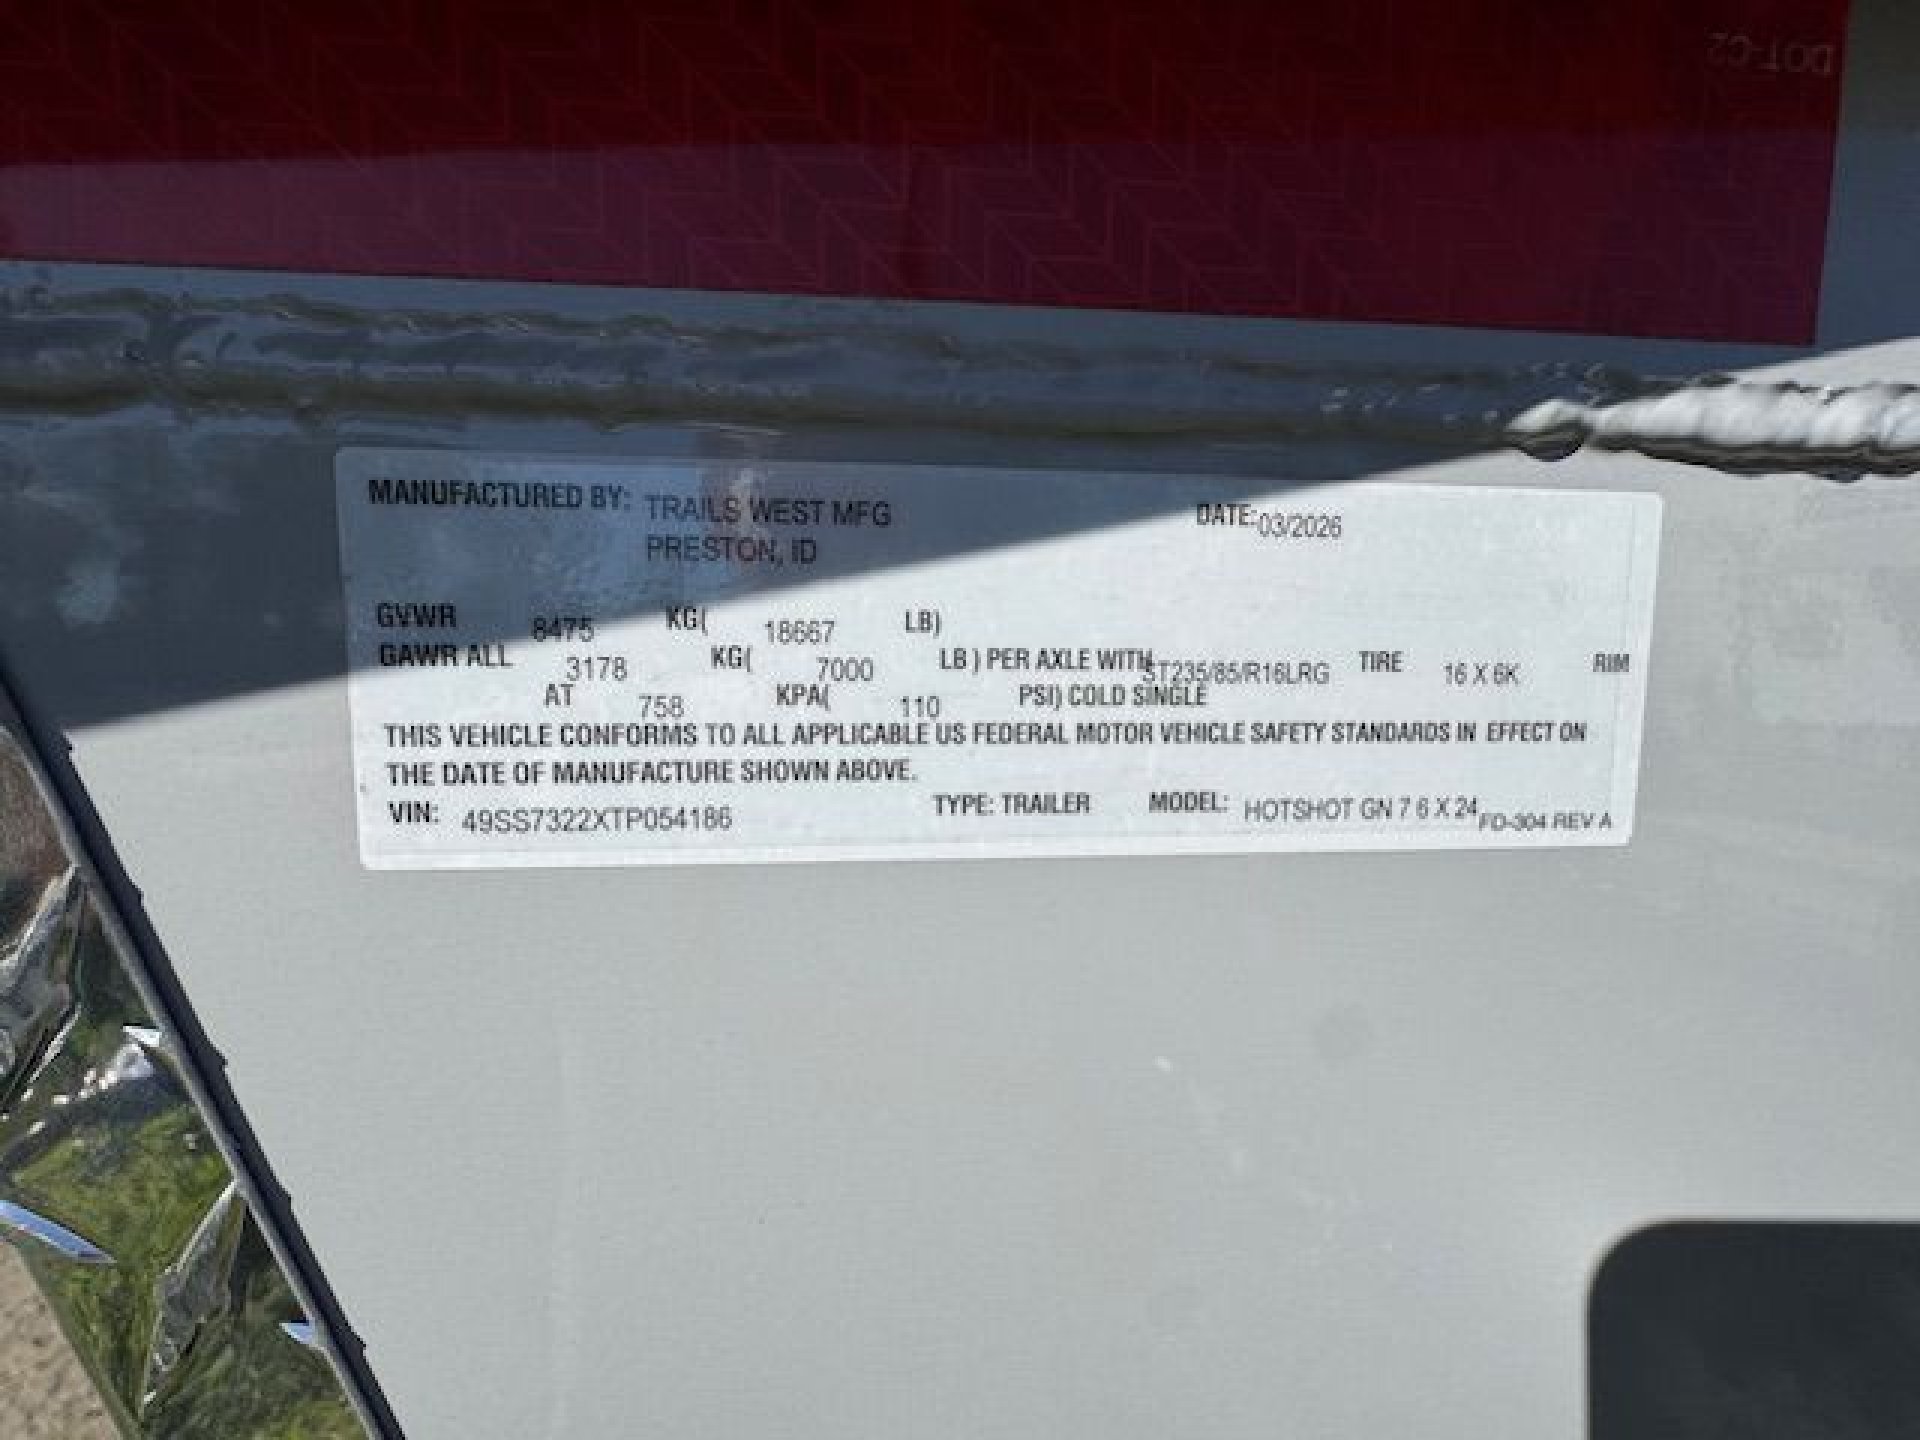 DOT-C2
MANUFACTURED BY: TRAILS WEST MFG DATE: 03/2026
PRESTON, ID
GVWR 8475 KG( 18667 LB)
GAWR ALL 3178 KG( 7000 LB ) PER AXLE WITH ST235/85/R16LRG TIRE 16 X 6K RIM
AT 758 KPA( 110 PSI) COLD SINGLE
THIS VEHICLE CONFORMS TO ALL APPLICABLE US FEDERAL MOTOR VEHICLE SAFETY STANDARDS IN EFFECT ON
THE DATE OF MANUFACTURE SHOWN ABOVE.
VIN: 49SS7322XTP054186 TYPE: TRAILER MODEL: HOTSHOT GN 7 6 X 24 FO-304 REV A